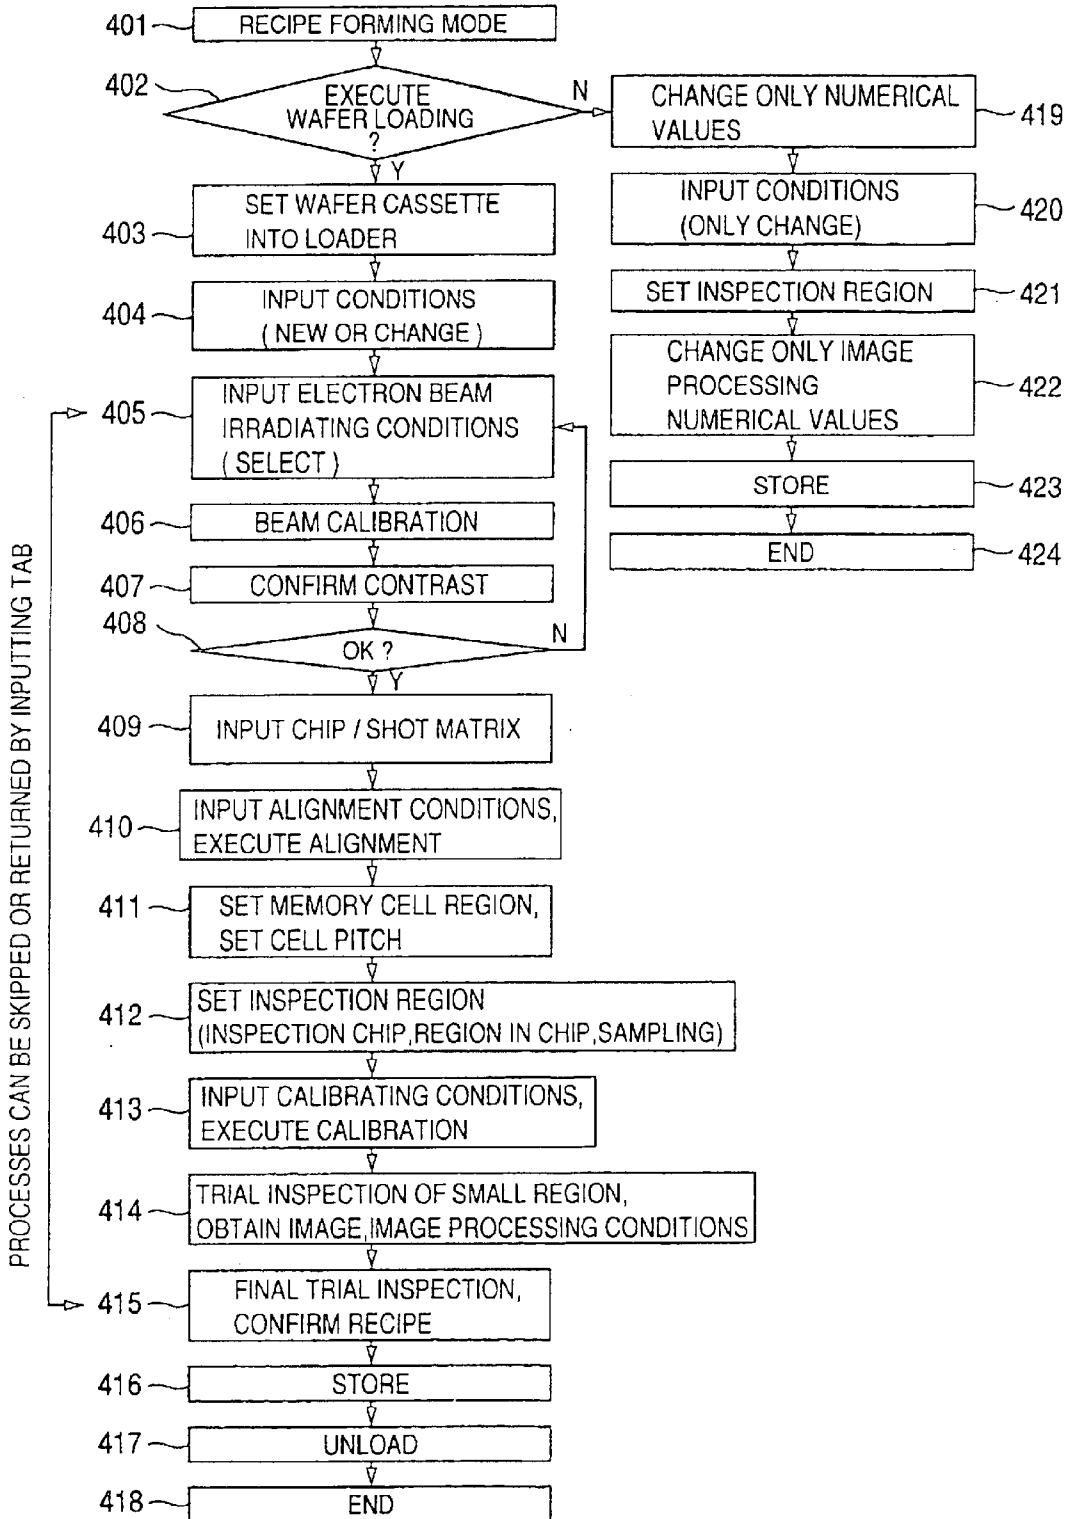 401
RECIPE FORMING MODE
402
EXECUTE
WAFER LOADING
?
N
Y
CHANGE ONLY NUMERICAL
VALUES
419
403
SET WAFER CASSETTE
INTO LOADER
INPUT CONDITIONS
(ONLY CHANGE)
420
404
INPUT CONDITIONS
( NEW OR CHANGE )
SET INSPECTION REGION
421
405
INPUT ELECTRON BEAM
IRRADIATING CONDITIONS
( SELECT )
CHANGE ONLY IMAGE
PROCESSING
NUMERICAL VALUES
422
406
BEAM CALIBRATION
STORE
423
407
CONFIRM CONTRAST
END
424
408
OK ?
N
Y
409
INPUT CHIP / SHOT MATRIX
410
INPUT ALIGNMENT CONDITIONS,
EXECUTE ALIGNMENT
411
SET MEMORY CELL REGION,
SET CELL PITCH
412
SET INSPECTION REGION
(INSPECTION CHIP,REGION IN CHIP,SAMPLING)
413
INPUT CALIBRATING CONDITIONS,
EXECUTE CALIBRATION
414
TRIAL INSPECTION OF SMALL REGION,
OBTAIN IMAGE,IMAGE PROCESSING CONDITIONS
415
FINAL TRIAL INSPECTION,
CONFIRM RECIPE
416
STORE
417
UNLOAD
418
END
PROCESSES CAN BE SKIPPED OR RETURNED BY INPUTTING TAB